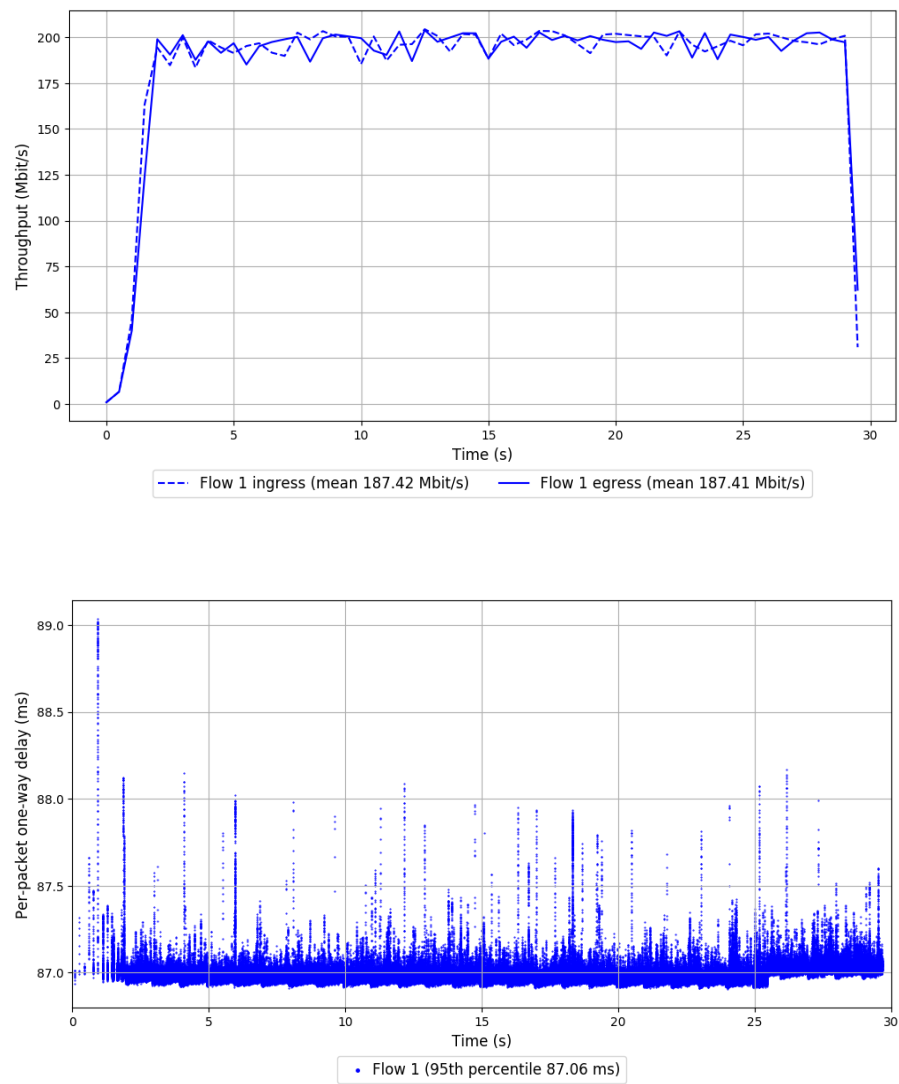 200
175
150
125
100
75
50
25
0
Throughput (Mbit/s)
0 5 10 15 20 25 30
Time (s)
Flow 1 ingress (mean 187.42 Mbit/s) Flow 1 egress (mean 187.41 Mbit/s)
89.0
88.5
88.0
87.5
87.0
Per-packet one-way delay (ms)
0 5 10 15 20 25 30
Time (s)
Flow 1 (95th percentile 87.06 ms)